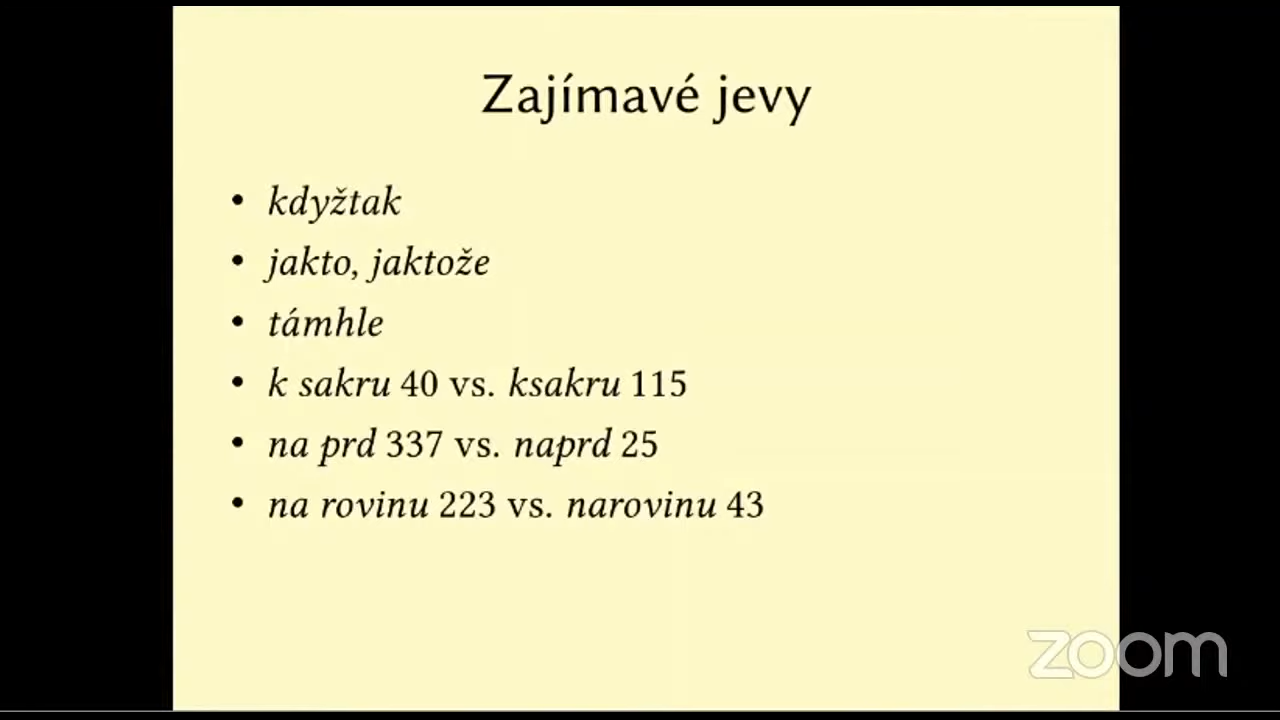 Zajímavé jevy
• kdyžtak
• jakto, jaktože
• támhle
• k sakru 40 vs. ksakru 115
• na prd 337 vs. naprd 25
• na rovinu 223 vs. narovinu 43
zoom